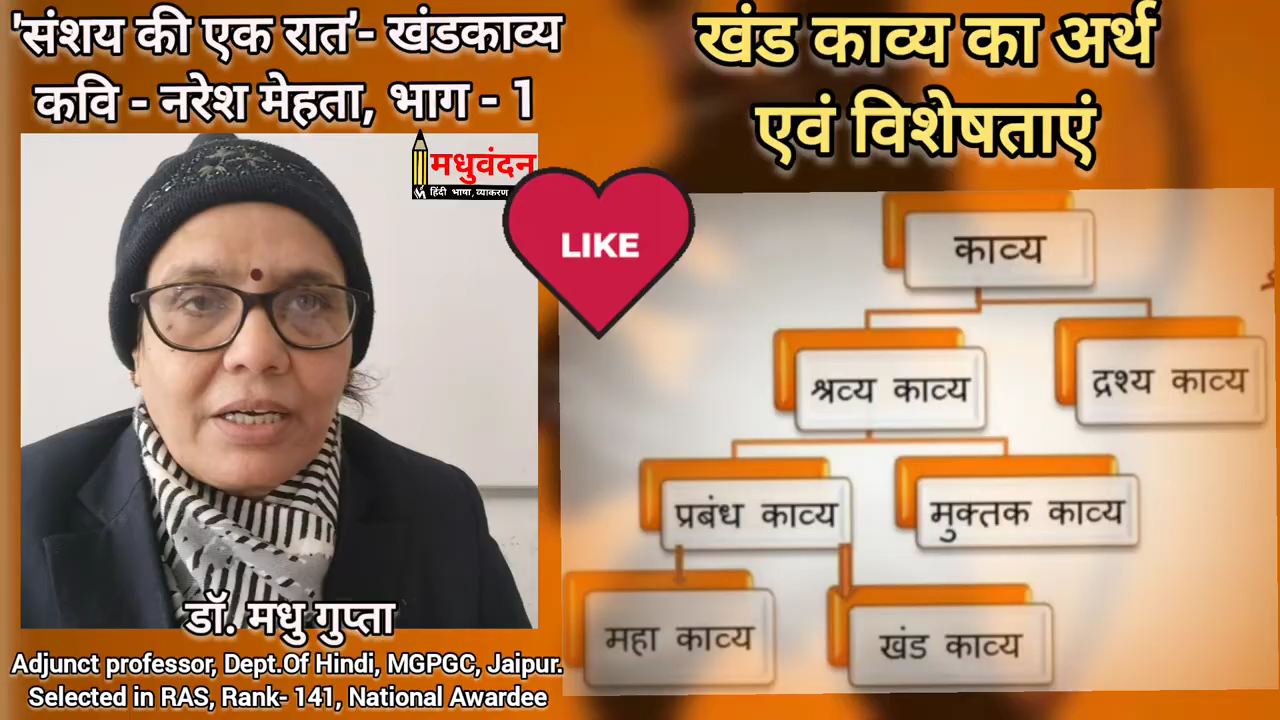 'संशय की एक रात'- खंडकाव्य
कवि - नरेश मेहता, भाग - 1
मधुवंदन
हिंदी भाषा, व्याकरण
LIKE
डॉ. मधु गुप्ता
Adjunct professor, Dept.Of Hindi, MGPGC, Jaipur.
Selected in RAS, Rank- 141, National Awardee
खंड काव्य का अर्थ
एवं विशेषताएं
काव्य
श्रव्य काव्य
द्रश्य काव्य
प्रबंध काव्य
मुक्तक काव्य
महा काव्य
खंड काव्य